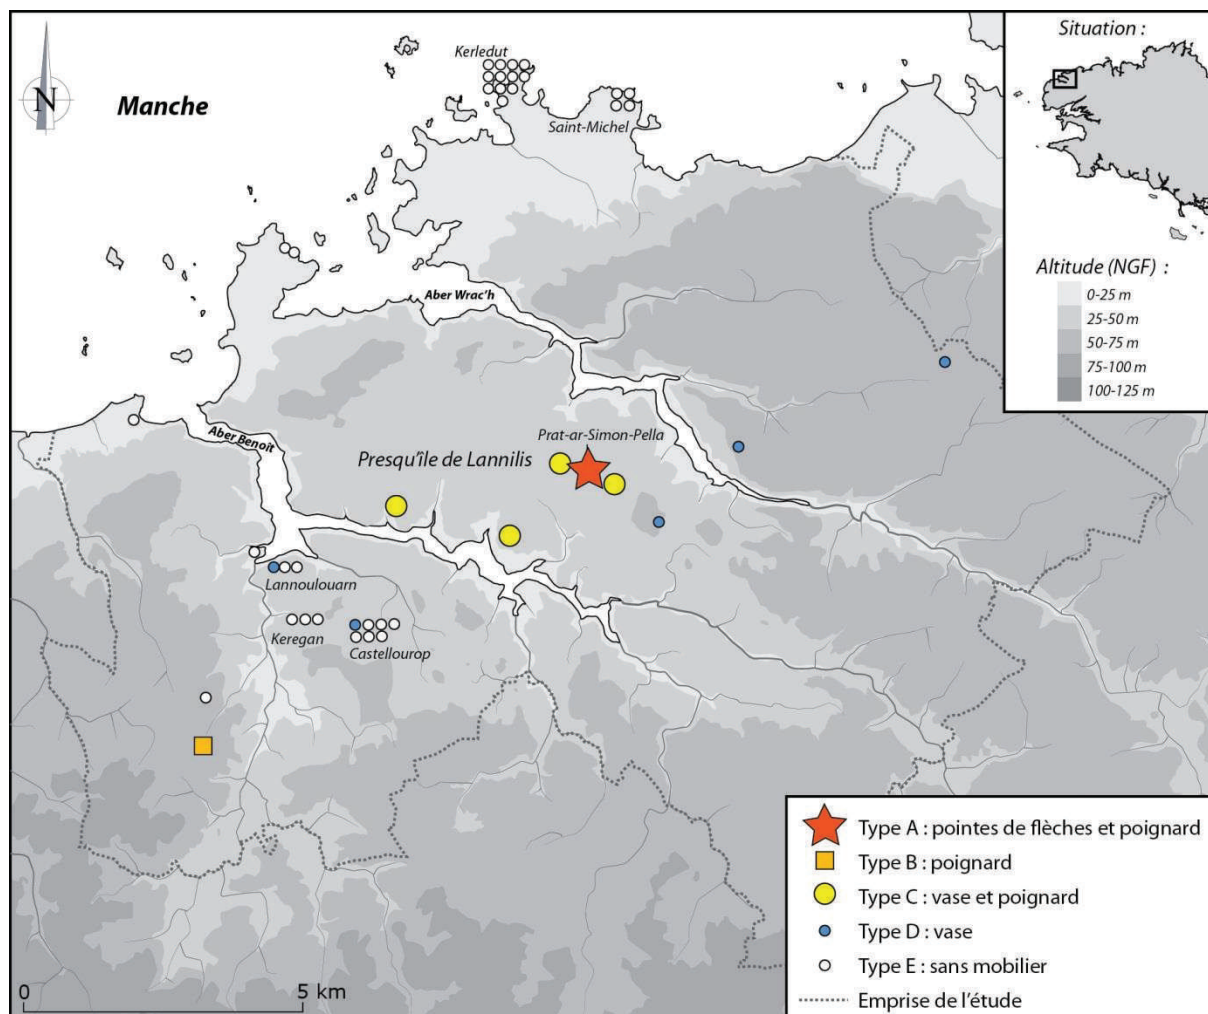 Situation :
Kerledut
N
Manche
Saint-Michel
Altitude (NGF) :
0-25 m
25-50 m
50-75 m
75-100 m
100-125 m
Aber Wrac'h
Aber Benoît
Prat-ar-Simon-Pella
Presqu'île de Lannilis
Lannoulouarn
Keregan
Castellourop
Type A : pointes de flèches et poignard
Type B : poignard
Type C : vase et poignard
Type D : vase
Type E : sans mobilier
Emprise de l'étude
0
5 km